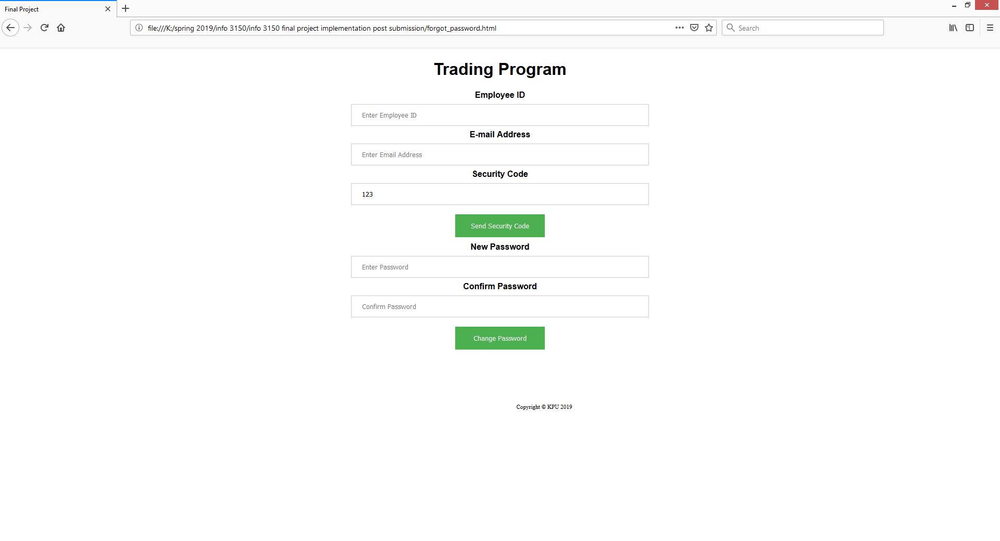 Final Project
file:///K:/spring 2019/info 3150/info 3150 final project implementation post submission/forgot_password.html
Search
Trading Program
Employee ID
Enter Employee ID
E-mail Address
Enter Email Address
Security Code
123
Send Security Code
New Password
Enter Password
Confirm Password
Confirm Password
Change Password
Copyright © KPU 2019